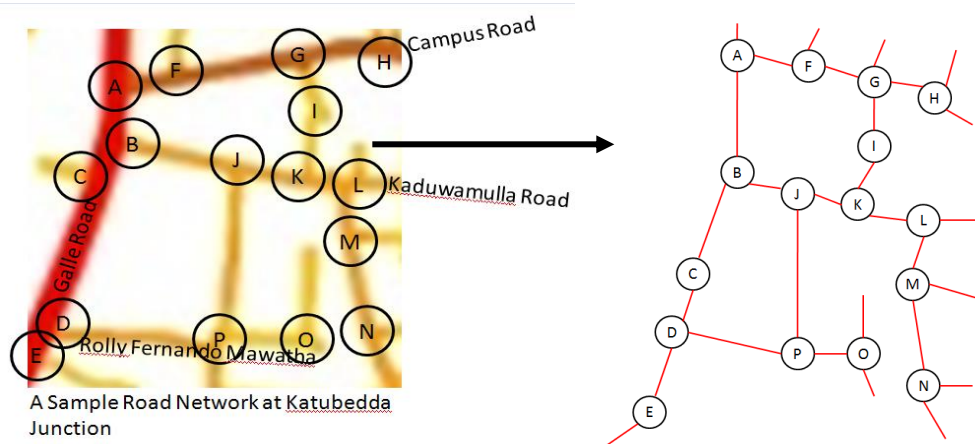 Campus Road
A
F
G
H
I
B
J
K
L
C
Kaduwamulla Road
Galle Road
M
D
E
P
O
N
Rolly Fernando Mawatha
A Sample Road Network at Katubedda
Junction
A
F
G
H
I
B
J
K
L
C
M
D
P
O
N
E